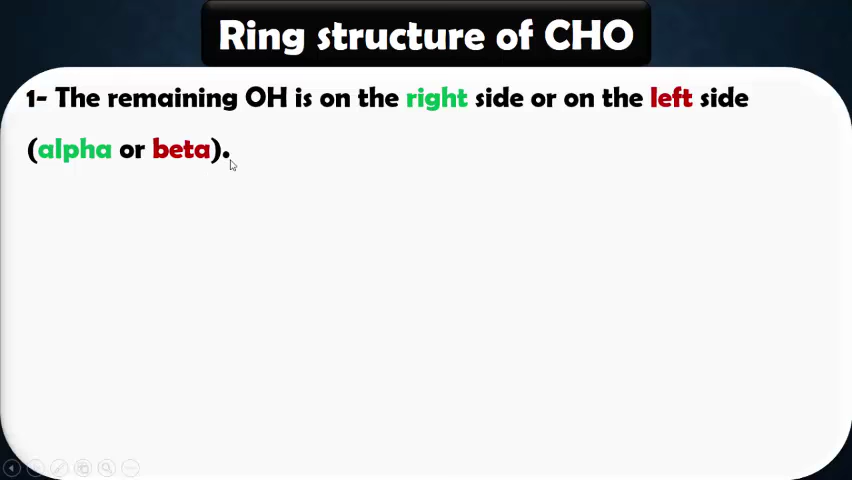 Ring structure of CHO
1- The remaining OH is on the right side or on the left side
(alpha or beta).